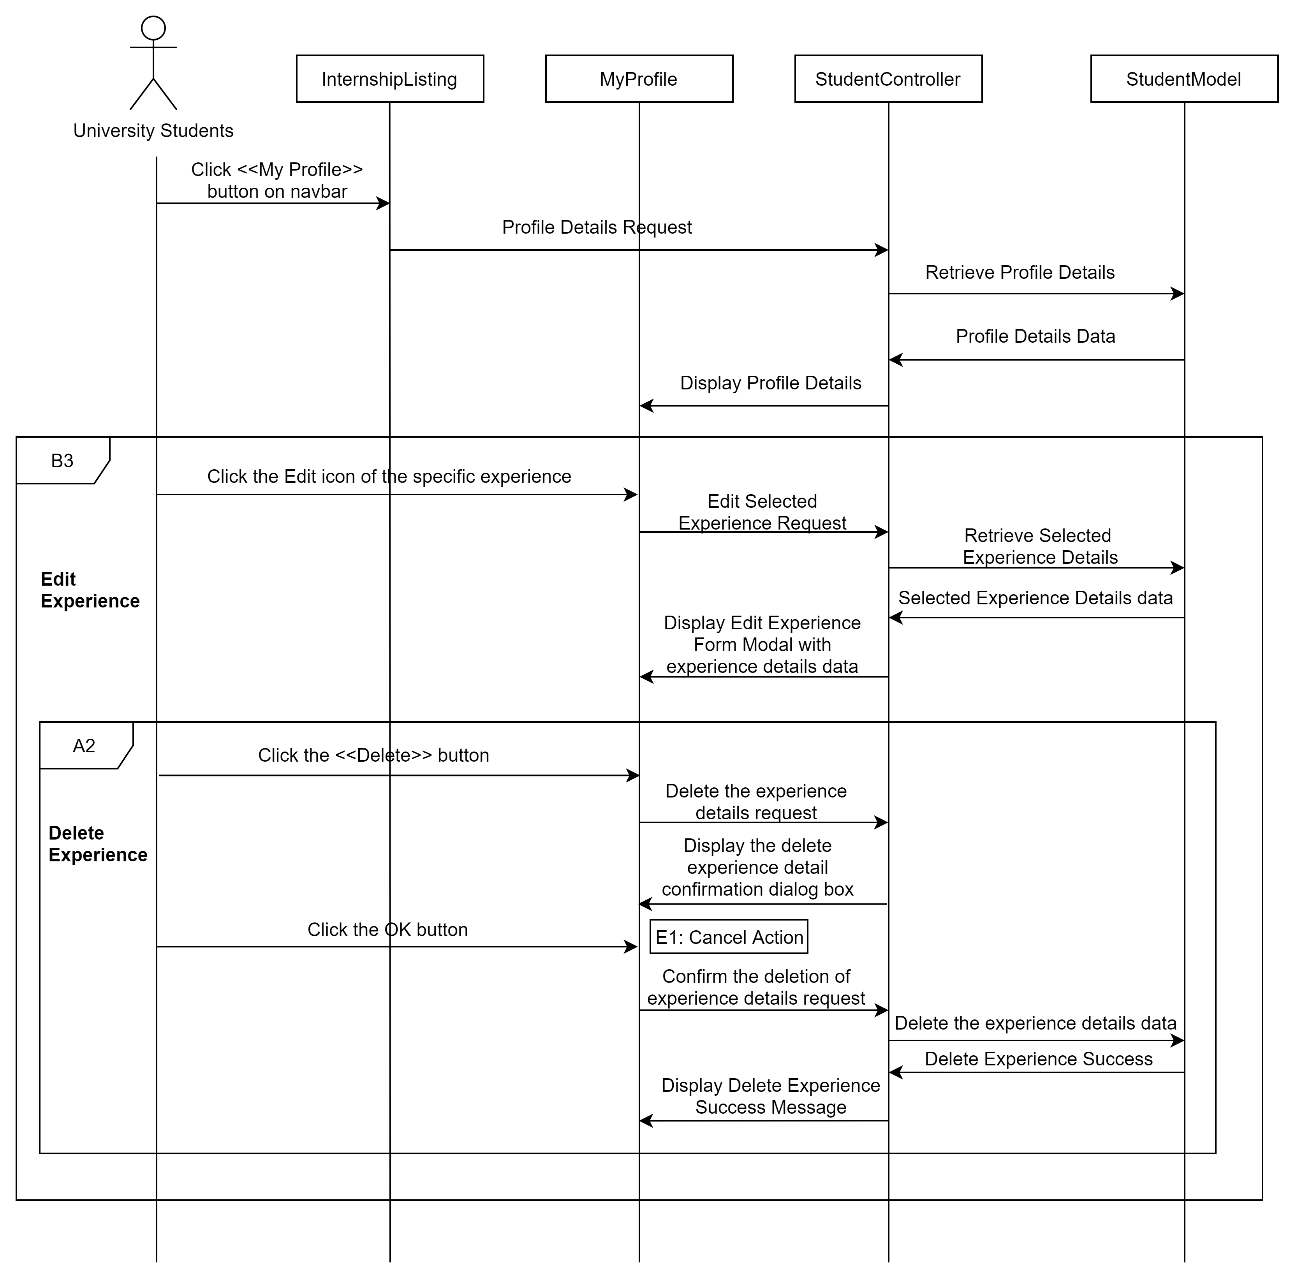 University Students
InternshipListing
MyProfile
StudentController
StudentModel
Click <<My Profile>>
button on navbar
Profile Details Request
Retrieve Profile Details
Profile Details Data
Display Profile Details
B3
Click the Edit icon of the specific experience
Edit Selected
Experience Request
Retrieve Selected
Experience Details
Edit
Experience
Selected Experience Details data
Display Edit Experience
Form Modal with
experience details data
A2
Click the <<Delete>> button
Delete the experience
details request
Delete
Experience
Display the delete
experience detail
confirmation dialog box
Click the OK button
E1: Cancel Action
Confirm the deletion of
experience details request
Delete the experience details data
Delete Experience Success
Display Delete Experience
Success Message